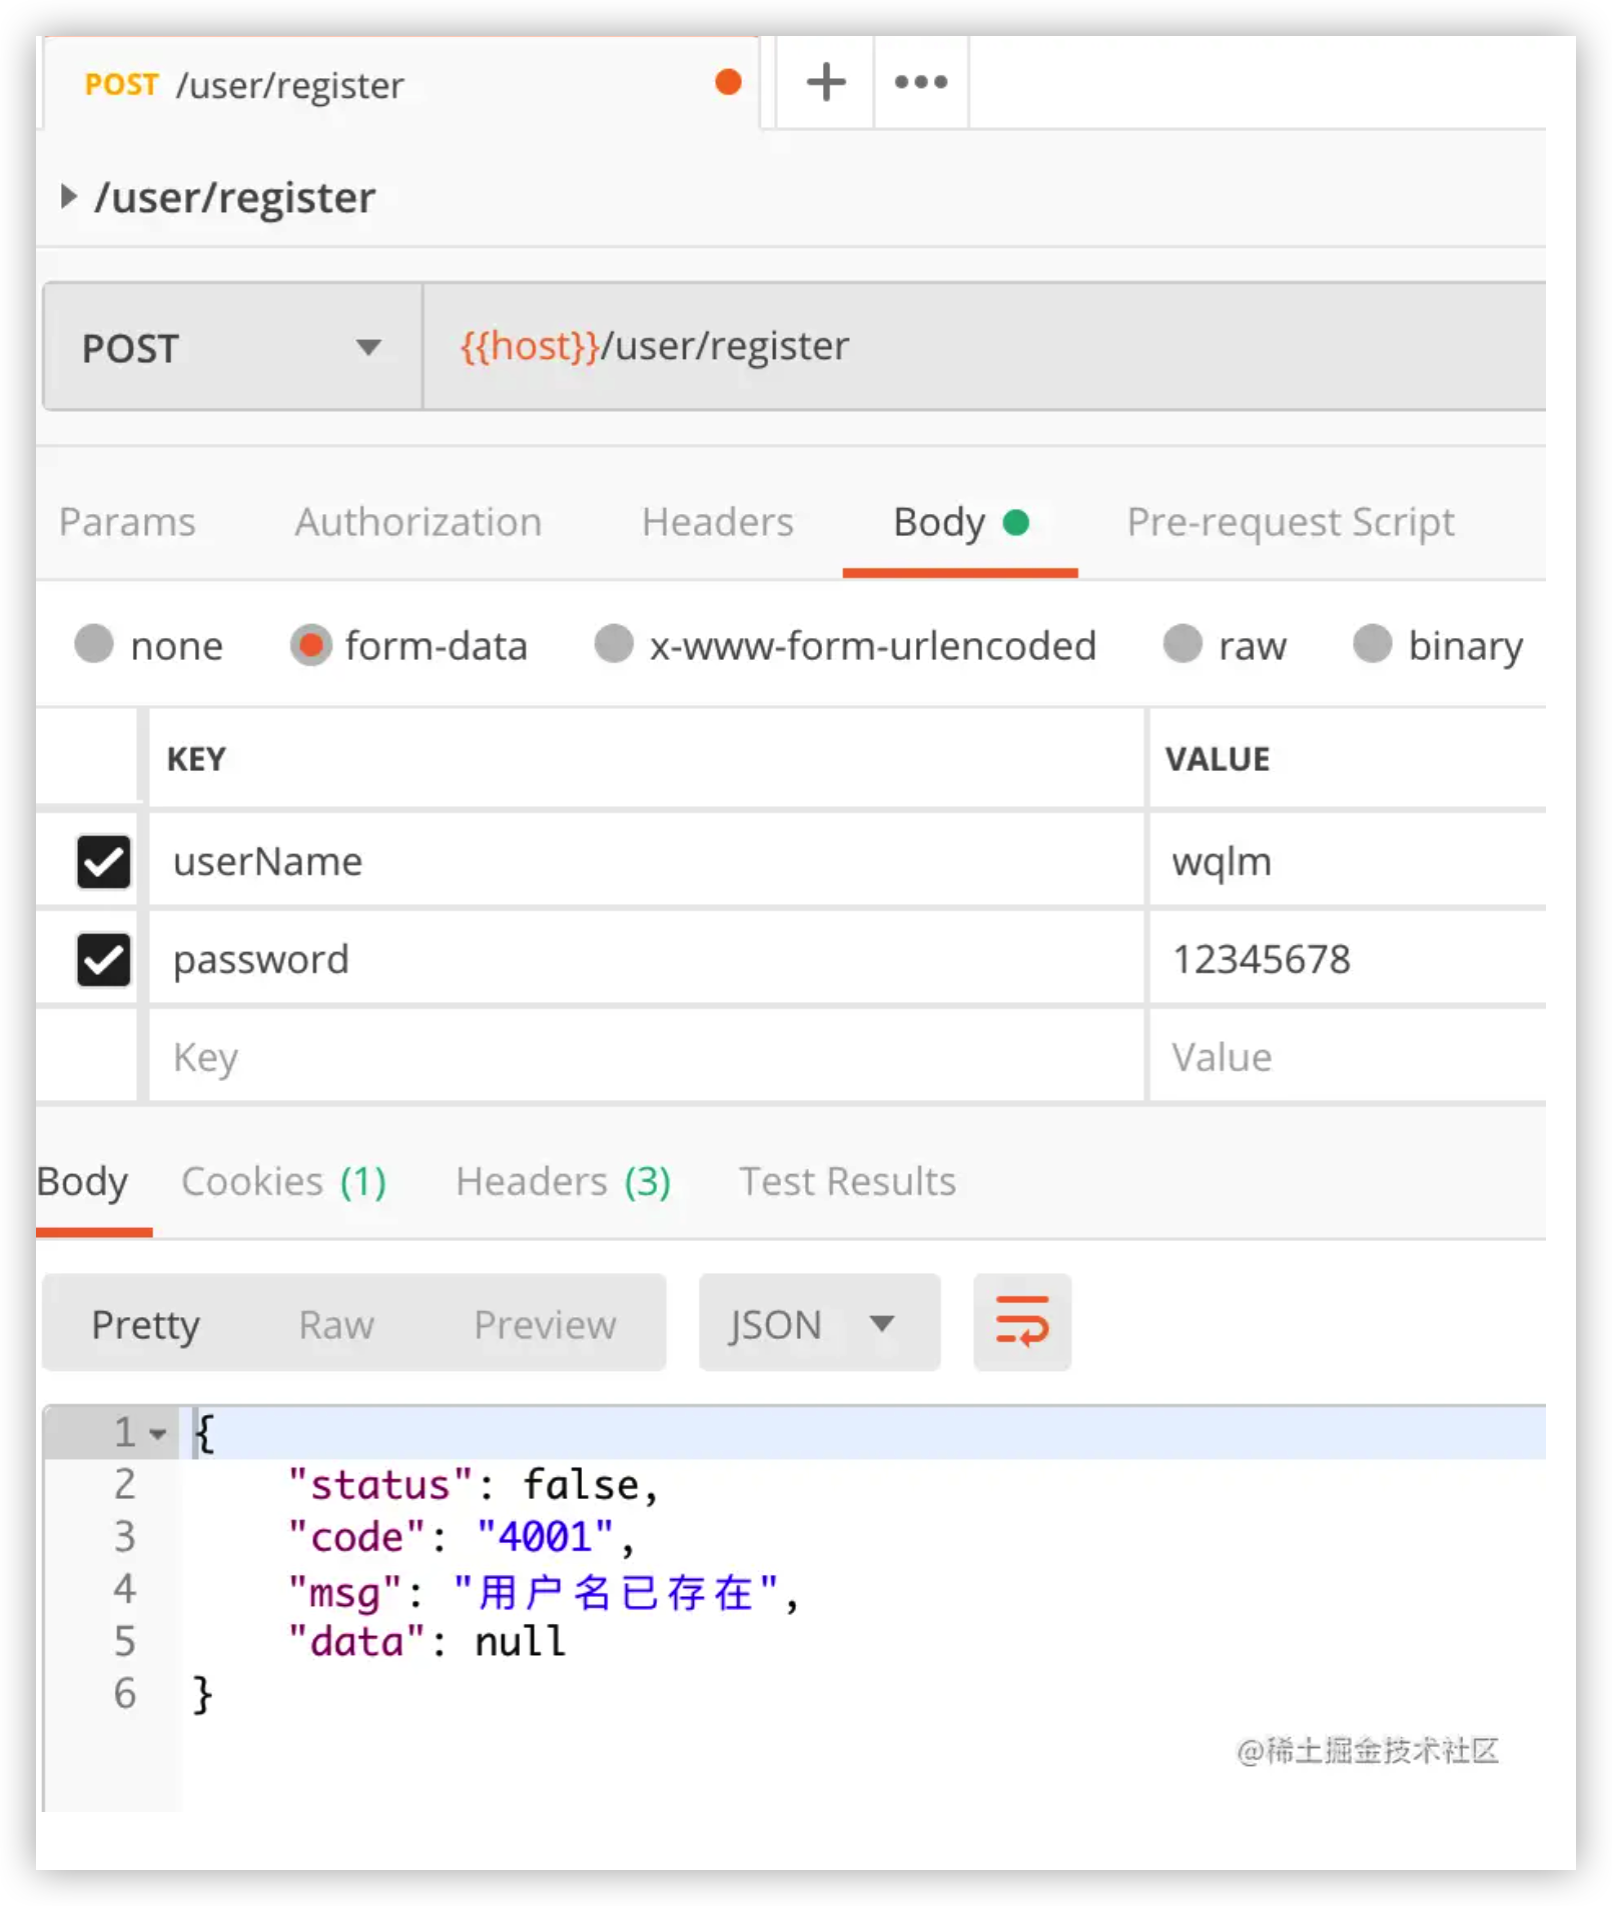 POST /user/register
/user/register
POST {{host}}/user/register
Params Authorization Headers Body Pre-request Script
none form-data x-www-form-urlencoded raw binary
KEY VALUE
userName wqlm
password 12345678
Key Value
Body Cookies (1) Headers (3) Test Results
Pretty Raw Preview JSON
1 {
2 "status": false,
3 "code": "4001",
4 "msg": "用户名已存在",
5 "data": null
6 }
@稀土掘金技术社区